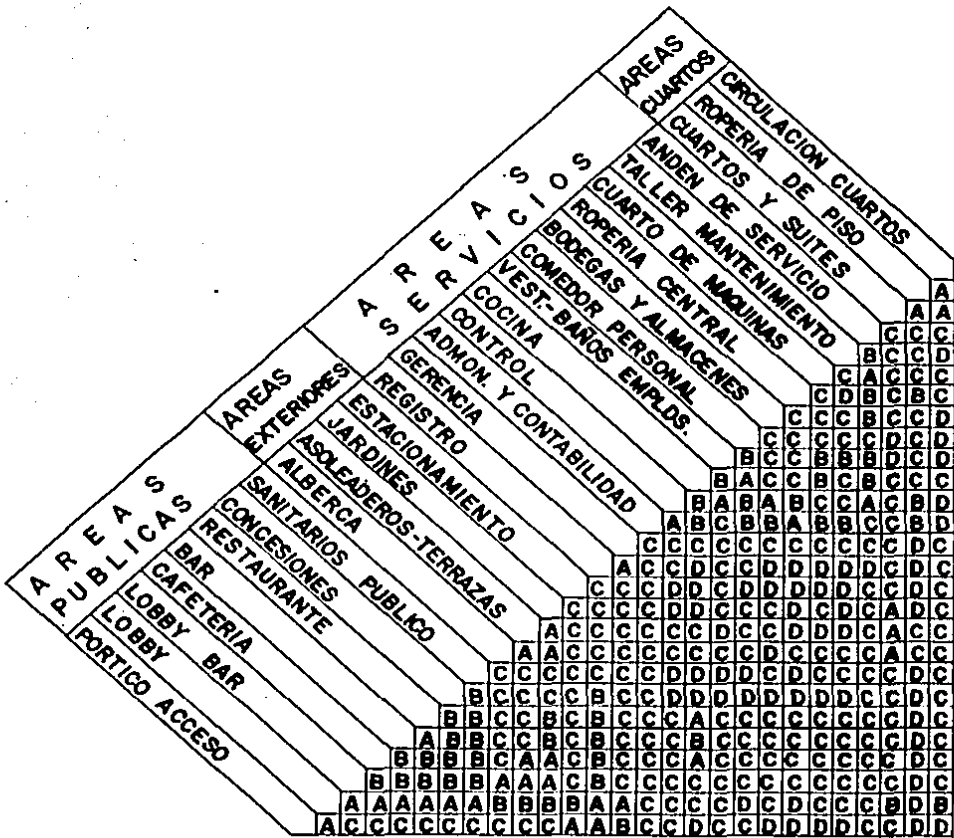 AREAS CUARTOS
CIRCULACION CUARTOS
ROPERIA DE PISO
CUARTOS Y SUITES
AREAS SERVICIOS
ANDEN DE SERVICIO
TALLER MANTENIMIENTO
CUARTO DE MAQUINAS
ROPERIA CENTRAL
BODEGAS Y ALMACENES
COMEDOR PERSONAL
VEST.-BAÑOS EMPLDS.
COCINA
CONTROL
ADMON. Y CONTABILIDAD
GERENCIA
REGISTRO
AREAS EXTERIORES
ESTACIONAMIENTO
JARDINES
ASOLEADEROS-TERRAZAS
ALBERCA
AREAS PUBLICAS
SANITARIOS PUBLICO
CONCESIONES
RESTAURANTE
BAR
CAFETERIA
LOBBY BAR
LOBBY
PORTICO ACCESO
A
A A
C C C
B C C D
C A C C C
C D B C B C
C C C B C C D
C C C C C D C D
B C C B B B D C D
B A C C B C B C C C
B A B A B C C A C B D
A B C B B A B B C C B D
C C C C C C C C C C C D C
A C C D C C D D D D D C D C
C C C D D C D D D D D C D C
C C C C D D C C D C D C A D C
A C C C C C C D C C D D D C A C C
A A C C C C C C C C D C C C C A C C
C C C C C C C D D D D C D C C C D C
B C C C C B C C D D D D D D D D C C D C
B B C C B C B C C C A C C C C C C C C D C
A B B C C B C B C C C B C C C C C C C C D C
B B B B C A A C B C C C A C C C C C C C C D C
B B B B B A A A C B C C C C C C C C C C C C D C
A A A A A A B B B B A A C C C C D C D C C C B D B
A C C C C C C C C C A A B C C D C C D D D D C C D D